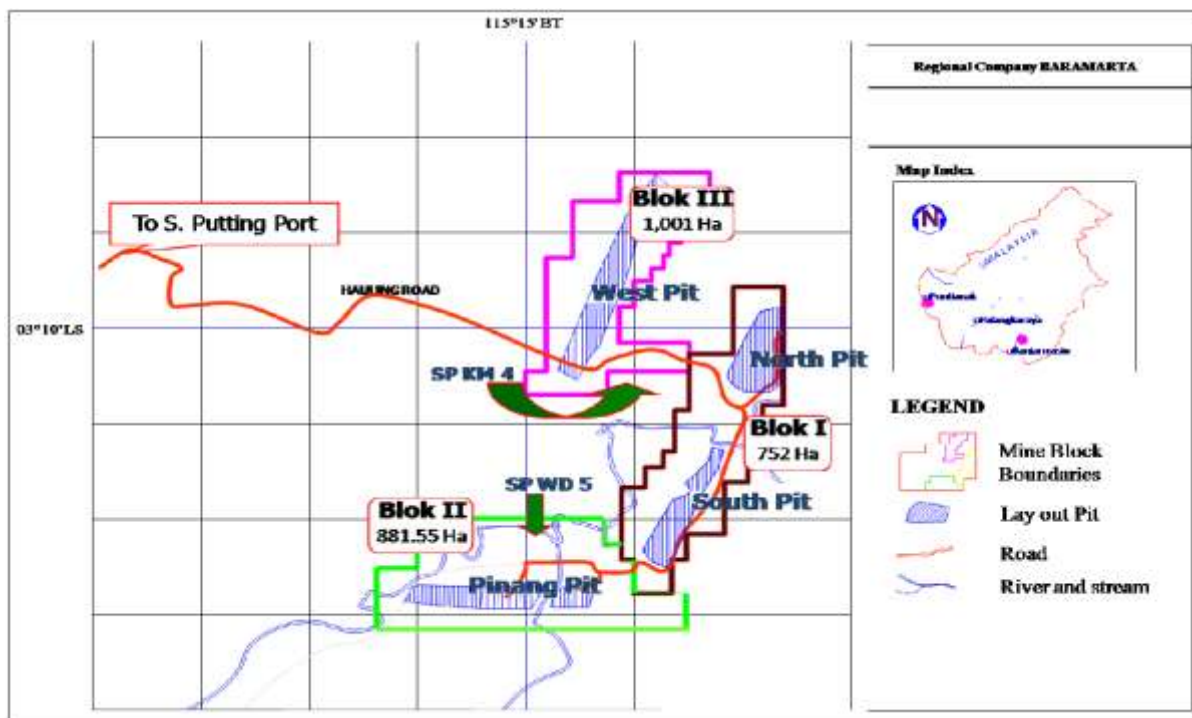 115°15' BT
Regional Company BARAMARTA
Map Index
N
MALAYSIA
To S. Putting Port
HAULING ROAD
03°10' LS
Blok III
1,001 Ha
West Pit
North Pit
SP KM 4
Blok I
752 Ha
SP WD 5
South Pit
Blok II
881.55 Ha
Pinang Pit
LEGEND
Mine Block
Boundaries
Lay out Pit
Road
River and stream